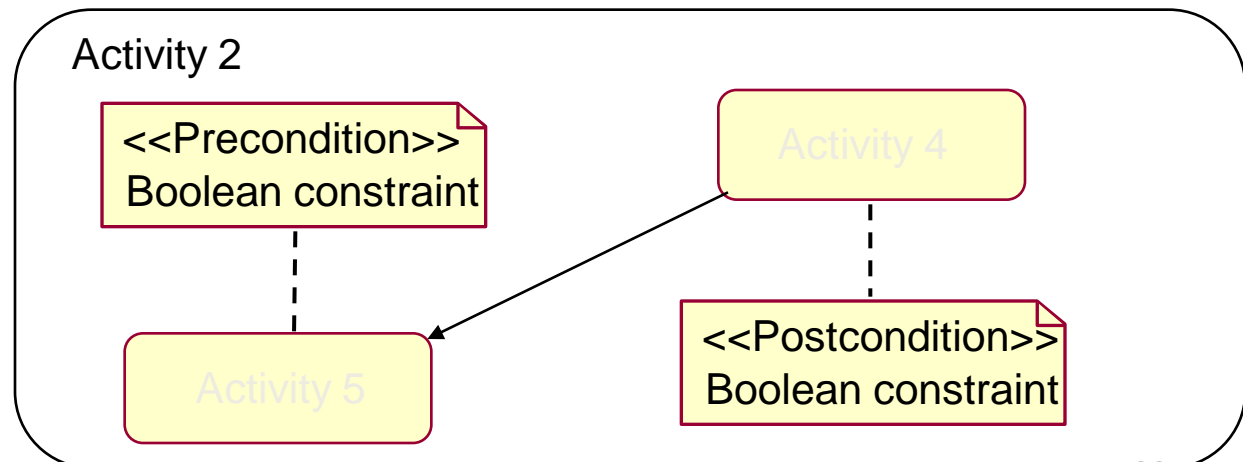 Activity 2
<<Precondition>>
Boolean constraint
Activity 4
Activity 5
<<Postcondition>>
Boolean constraint